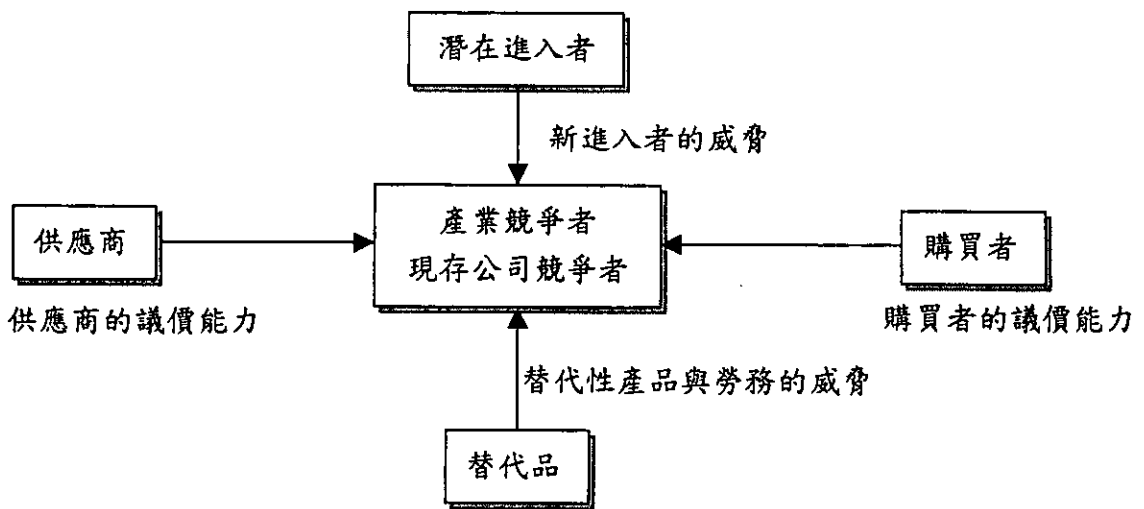 潛在進入者
新進入者的威脅
供應商
產業競爭者
現存公司競爭者
購買者
供應商的議價能力
購買者的議價能力
替代性產品與勞務的威脅
替代品